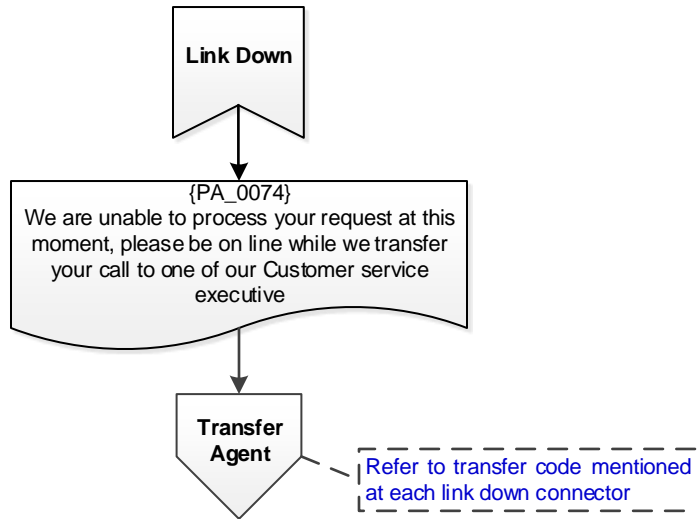 Link Down
{PA_0074}
We are unable to process your request at this
moment, please be on line while we transfer
your call to one of our Customer service
executive
Transfer
Agent
Refer to transfer code mentioned
at each link down connector